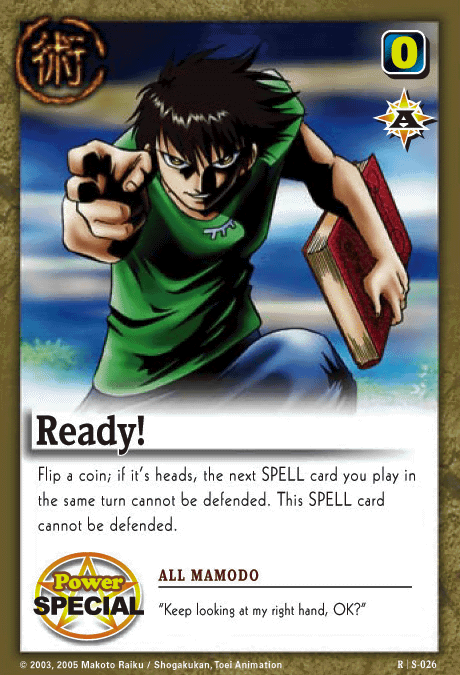 術
0
A
Ready!
Flip a coin; if it's heads, the next SPELL card you play in
the same turn cannot be defended. This SPELL card
cannot be defended.
Power
SPECIAL
ALL MAMODO
"Keep looking at my right hand, OK?"
© 2003, 2005 Makoto Raiku / Shogakukan, Toei Animation
R | S-026